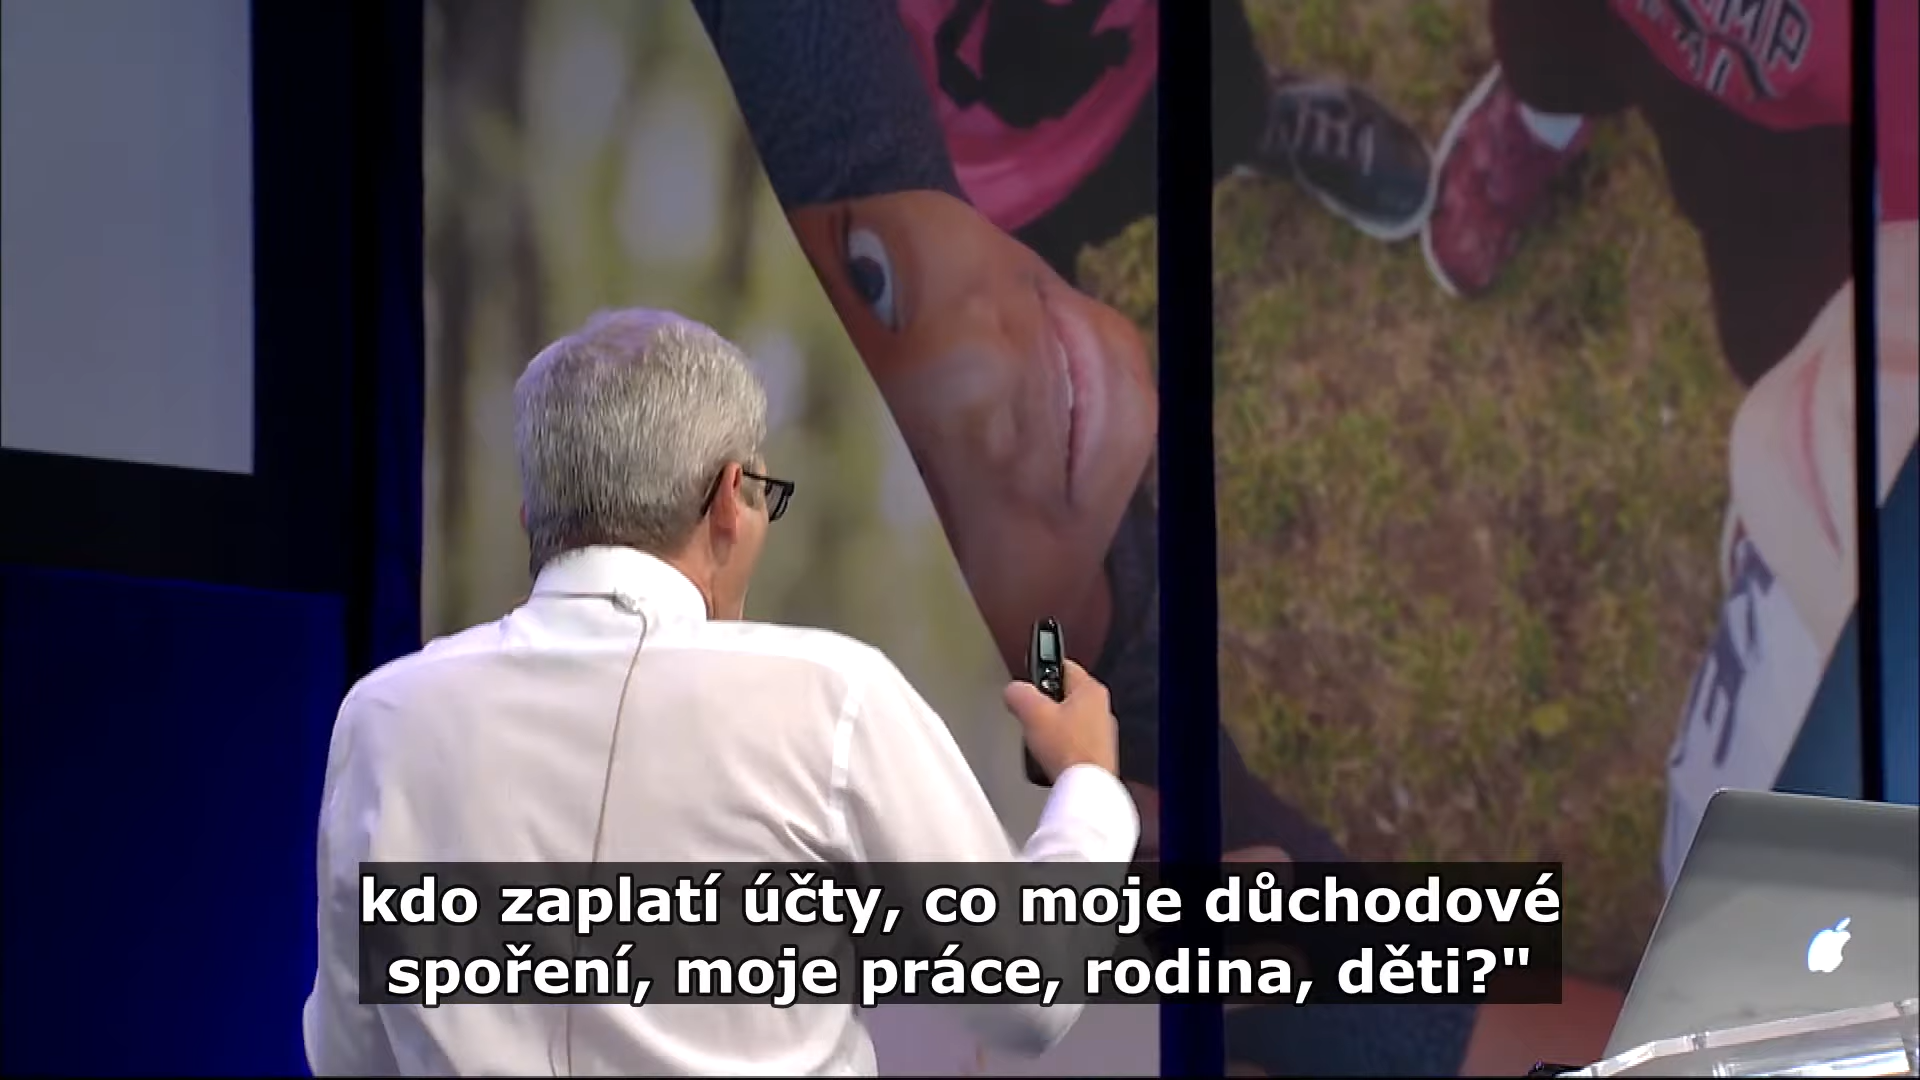 kdo zaplatí účty, co moje důchodové
spoření, moje práce, rodina, děti?"